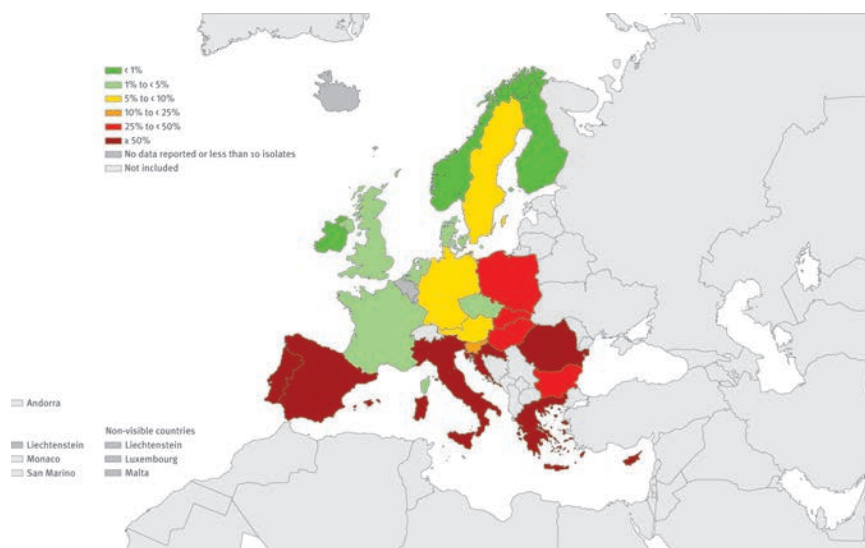 < 1%
1% to < 5%
5% to < 10%
10% to < 25%
25% to < 50%
≥ 50%
No data reported or less than 10 isolates
Not included
Andorra
Liechtenstein
Monaco
San Marino
Non-visible countries
Liechtenstein
Luxembourg
Malta